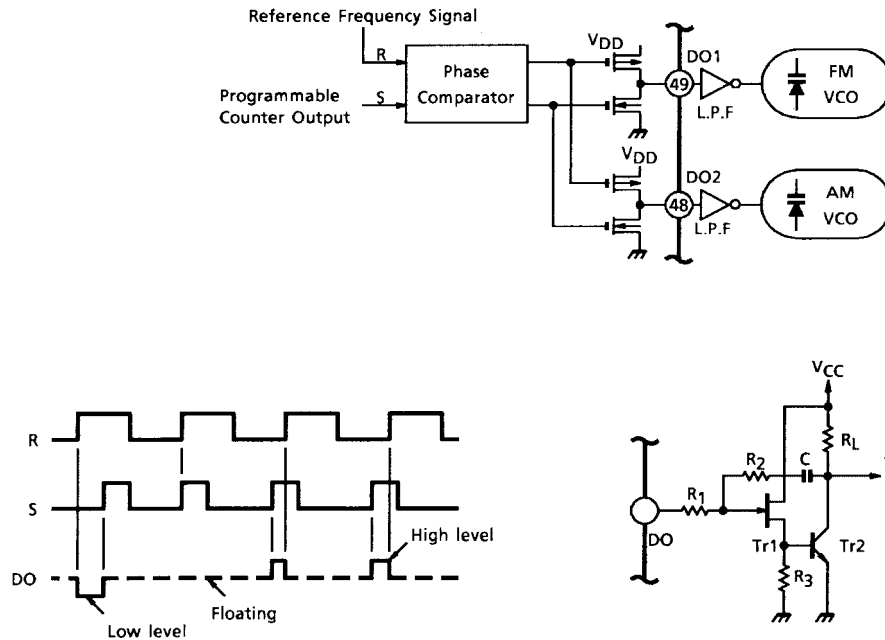 Reference Frequency Signal
R
Phase
Comparator
Programmable
Counter Output
S
VDD
DO1
49
L.P.F
FM
VCO
VDD
DO2
48
L.P.F
AM
VCO
R
S
DO
High level
Floating
Low level
VCC
RL
R2
C
R1
DO
Tr1
Tr2
R3